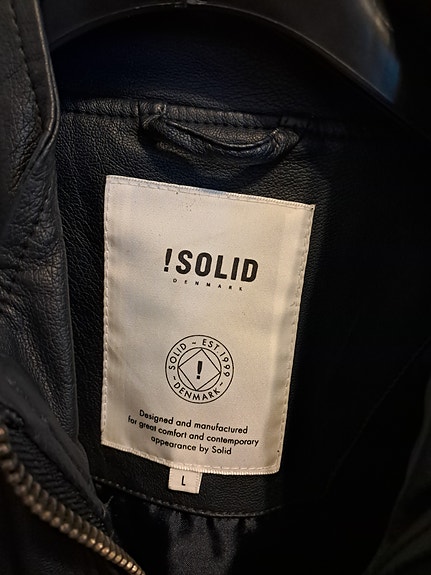 !SOLID
DENMARK
SOLID ~ EST 1999
~ DENMARK ~
!
Designed and manufactured
for great comfort and contemporary
appearance by Solid
L